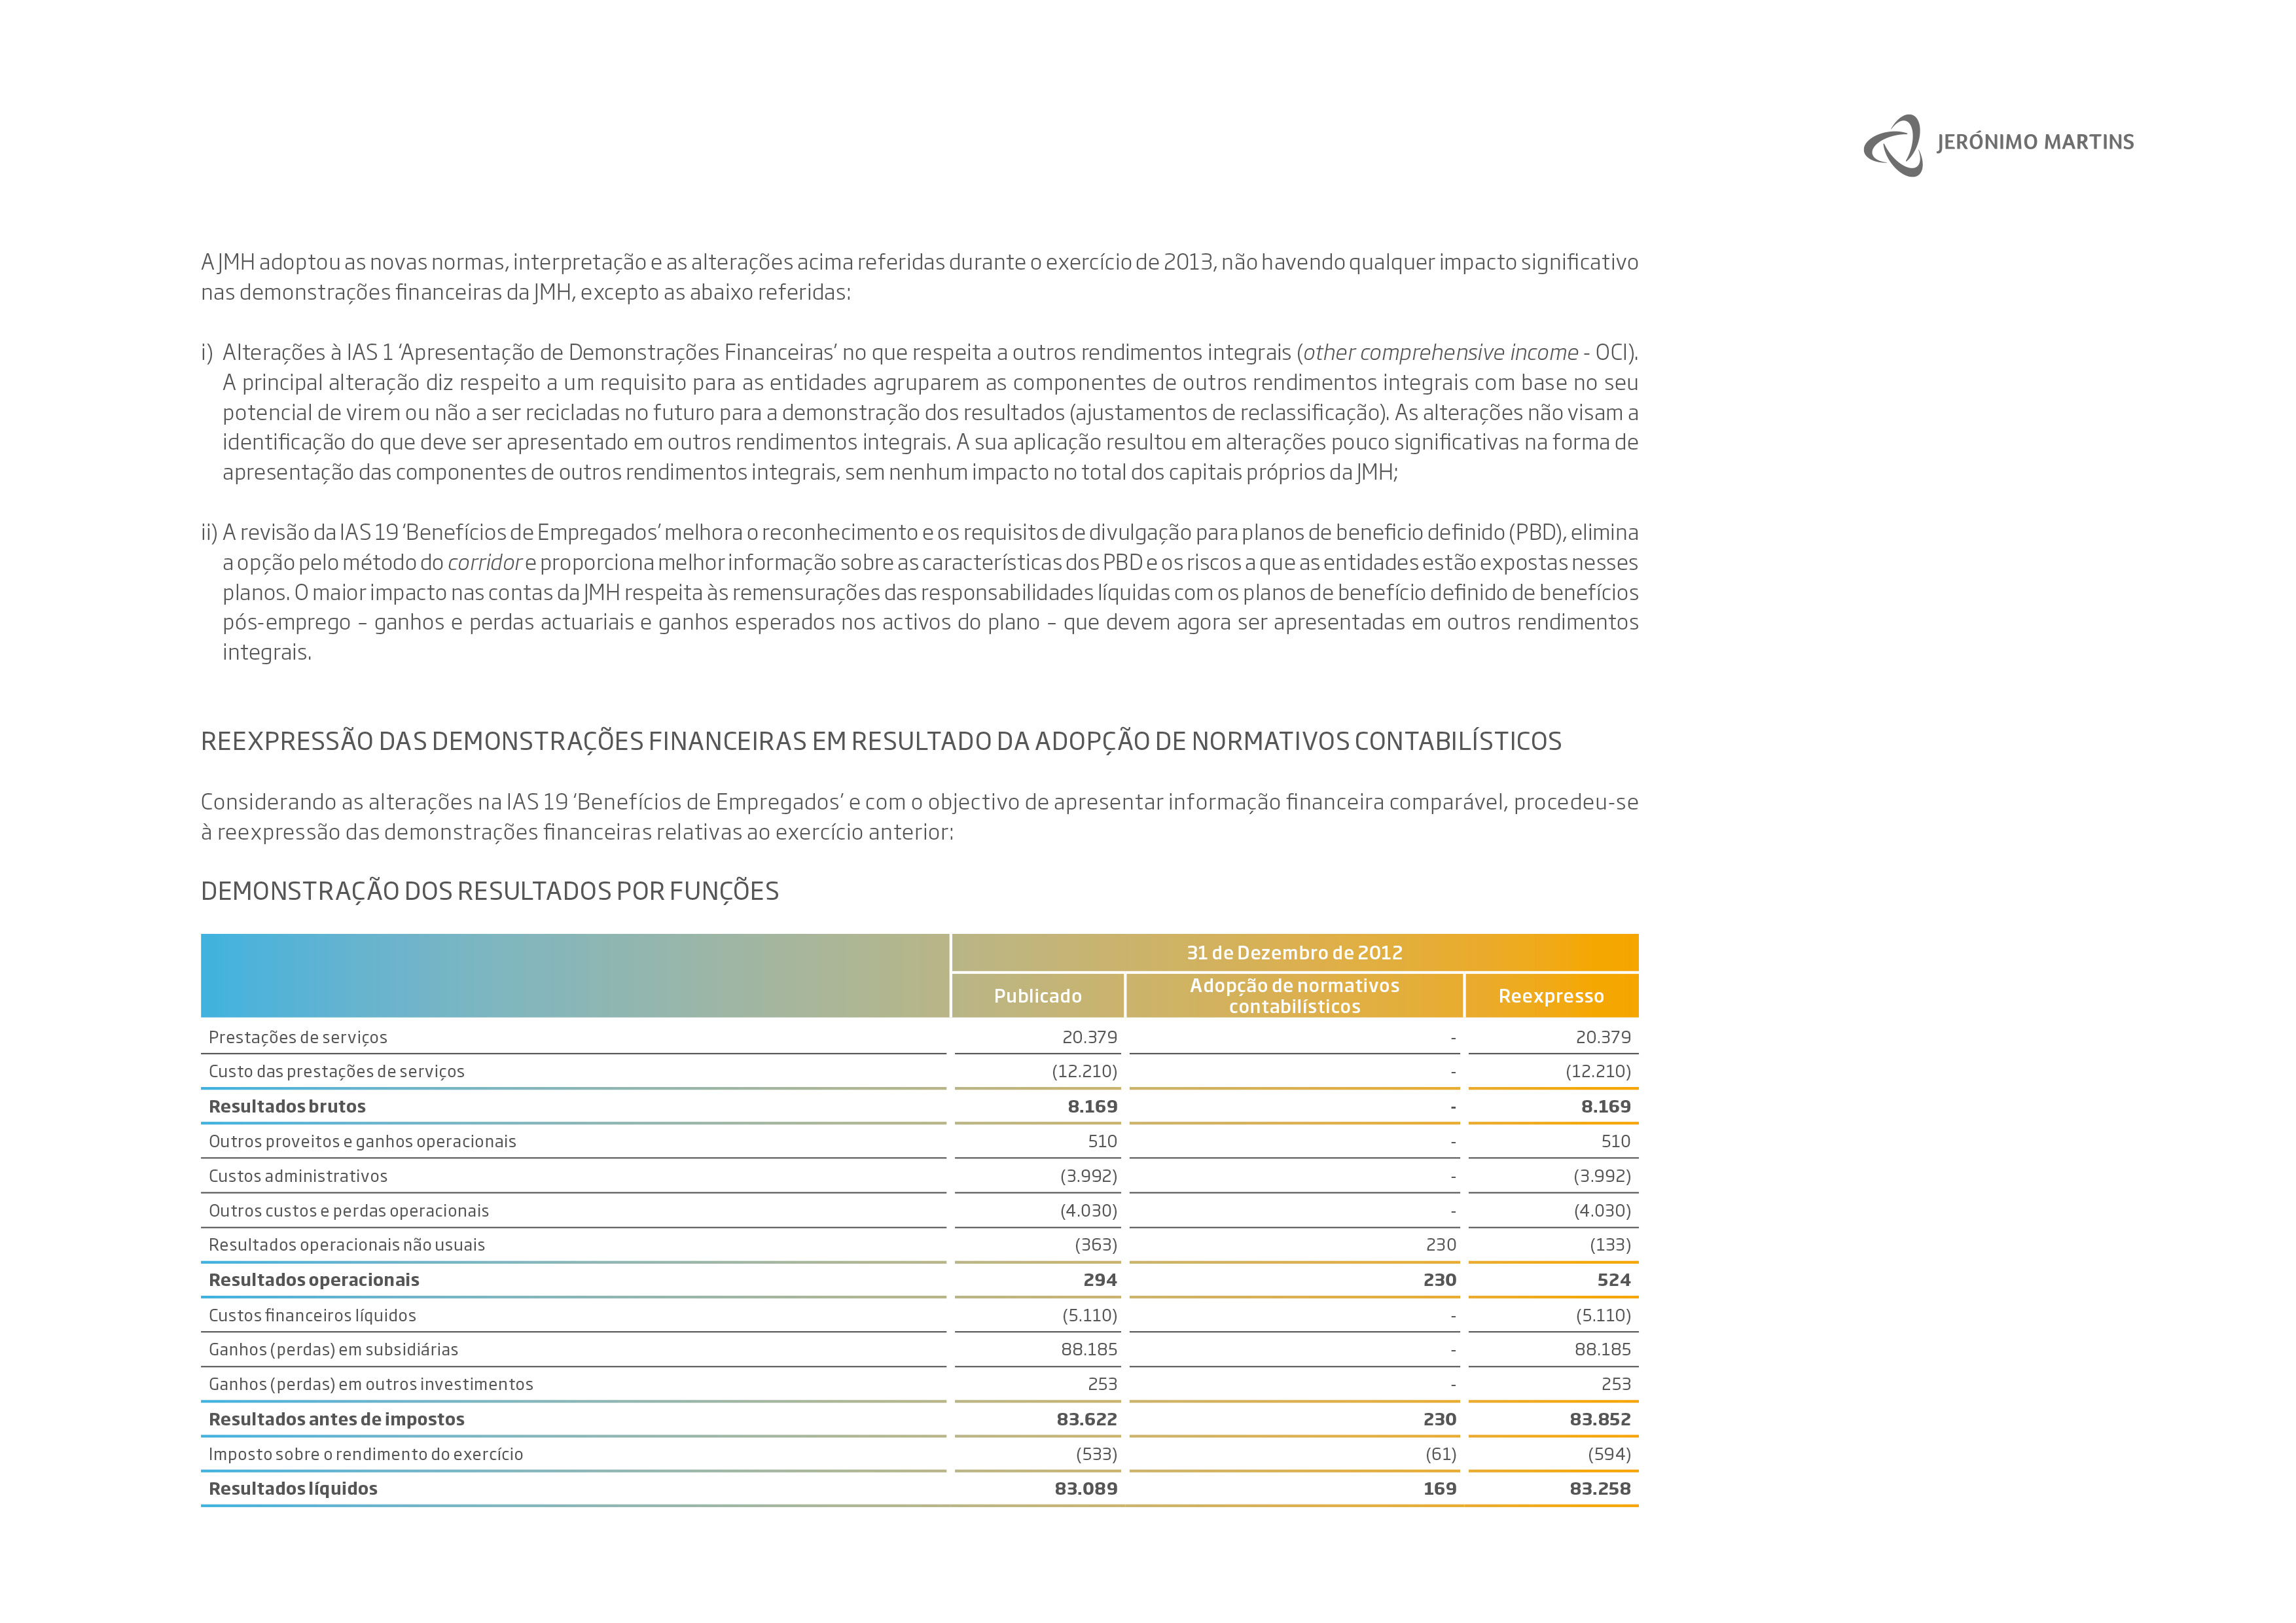 JERÓNIMO MARTINS
A JMH adoptou as novas normas, interpretação e as alterações acima referidas durante o exercício de 2013, não havendo qualquer impacto significativo
nas demonstrações financeiras da JMH, excepto as abaixo referidas:
i) Alterações à IAS 1 ‘Apresentação de Demonstrações Financeiras’ no que respeita a outros rendimentos integrais (other comprehensive income - OCI).
A principal alteração diz respeito a um requisito para as entidades agruparem as componentes de outros rendimentos integrais com base no seu
potencial de virem ou não a ser recicladas no futuro para a demonstração dos resultados (ajustamentos de reclassificação). As alterações não visam a
identificação do que deve ser apresentado em outros rendimentos integrais. A sua aplicação resultou em alterações pouco significativas na forma de
apresentação das componentes de outros rendimentos integrais, sem nenhum impacto no total dos capitais próprios da JMH;
ii) A revisão da IAS 19 ‘Benefícios de Empregados’ melhora o reconhecimento e os requisitos de divulgação para planos de beneficio definido (PBD), elimina
a opção pelo método do corridor e proporciona melhor informação sobre as características dos PBD e os riscos a que as entidades estão expostas nesses
planos. O maior impacto nas contas da JMH respeita às remensurações das responsabilidades líquidas com os planos de benefício definido de benefícios
pós-emprego – ganhos e perdas actuariais e ganhos esperados nos activos do plano – que devem agora ser apresentadas em outros rendimentos
integrais.
REEXPRESSÃO DAS DEMONSTRAÇÕES FINANCEIRAS EM RESULTADO DA ADOPÇÃO DE NORMATIVOS CONTABILÍSTICOS
Considerando as alterações na IAS 19 ‘Benefícios de Empregados’ e com o objectivo de apresentar informação financeira comparável, procedeu-se
à reexpressão das demonstrações financeiras relativas ao exercício anterior:
DEMONSTRAÇÃO DOS RESULTADOS POR FUNÇÕES
31 de Dezembro de 2012
Publicado Adopção de normativos contabilísticos Reexpresso
Prestações de serviços 20.379 - 20.379
Custo das prestações de serviços (12.210) - (12.210)
Resultados brutos 8.169 - 8.169
Outros proveitos e ganhos operacionais 510 - 510
Custos administrativos (3.992) - (3.992)
Outros custos e perdas operacionais (4.030) - (4.030)
Resultados operacionais não usuais (363) 230 (133)
Resultados operacionais 294 230 524
Custos financeiros líquidos (5.110) - (5.110)
Ganhos (perdas) em subsidiárias 88.185 - 88.185
Ganhos (perdas) em outros investimentos 253 - 253
Resultados antes de impostos 83.622 230 83.852
Imposto sobre o rendimento do exercício (533) (61) (594)
Resultados líquidos 83.089 169 83.258